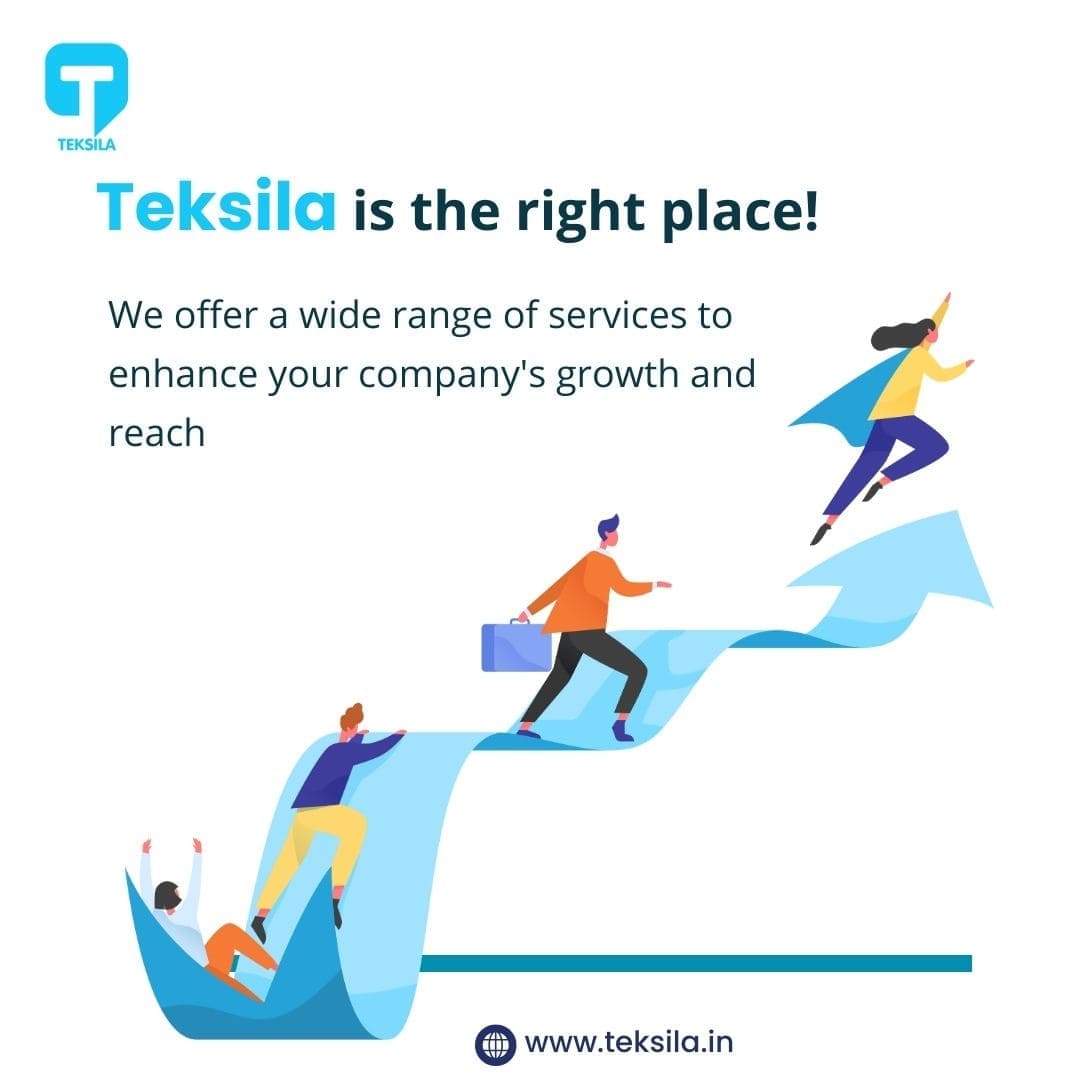 TEKSILA
Teksila is the right place!
We offer a wide range of services to
enhance your company's growth and
reach
www.teksila.in